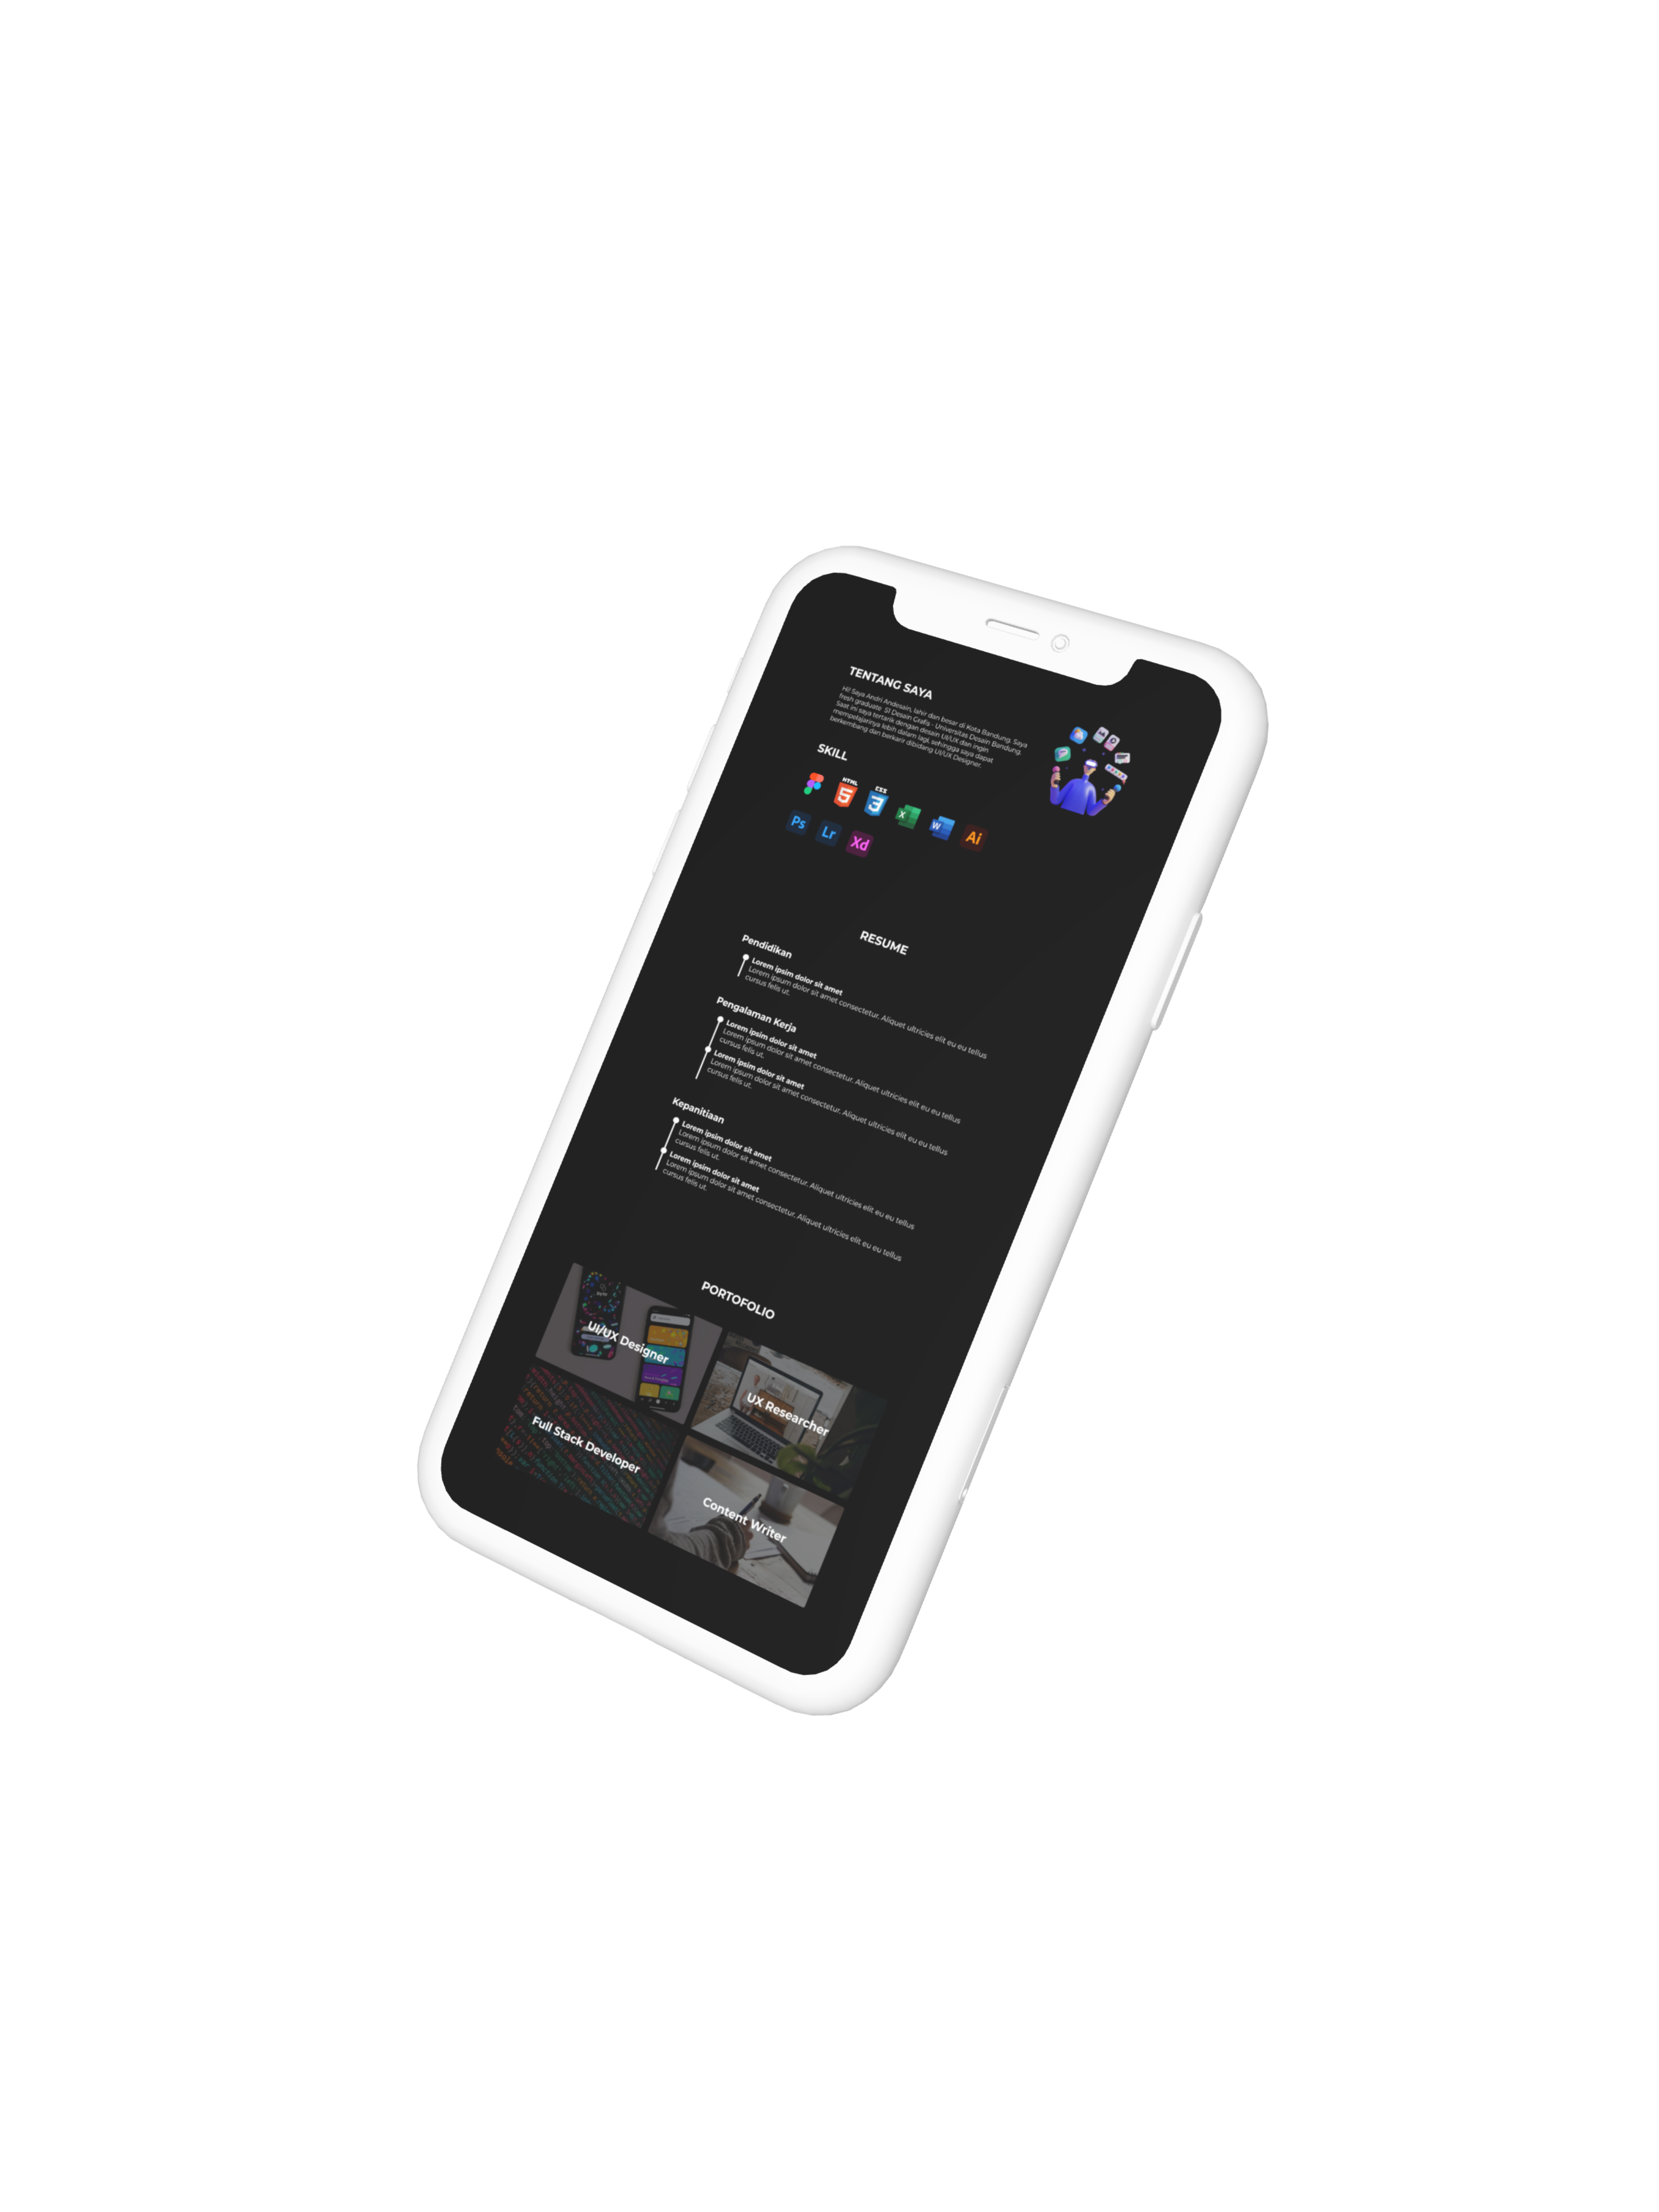 TENTANG SAYA
Hi! Saya Andri Andesain, lahir dan besar di Kota Bandung. Saya
fresh graduate S1 Desain Grafis - Universitas Desain Bandung.
Saat ini saya tertarik dengan desain UI/UX dan ingin
mempolajarinya lebih dalam lagi, sehingga saya dapat
berkembang dan berkarir dibidang UI/UX Designer.
SKILL
HTML
5
CSS
3
X
W
Ai
Ps
Lr
Xd
RESUME
Pendidikan
Lorem ipsim dolor sit amet
Lorem ipsum dolor sit amet consectetur. Aliquet ultricies elit eu eu tellus
cursus felis ut.
Pengalaman Kerja
Lorem ipsim dolor sit amet
Lorem ipsum dolor sit amet consectetur. Aliquet ultricies elit eu eu tellus
cursus felis ut.
Lorem ipsim dolor sit amet
Lorem ipsum dolor sit amet consectetur. Aliquet ultricies elit eu eu tellus
cursus felis ut.
Kepanitiaan
Lorem ipsim dolor sit amet
Lorem ipsum dolor sit amet consectetur. Aliquet ultricies elit eu eu tellus
cursus felis ut.
Lorem ipsim dolor sit amet
Lorem ipsum dolor sit amet consectetur. Aliquet ultricies elit eu eu tellus
cursus felis ut.
PORTOFOLIO
UI/UX Designer
UX Researcher
Full Stack Developer
Content Writer